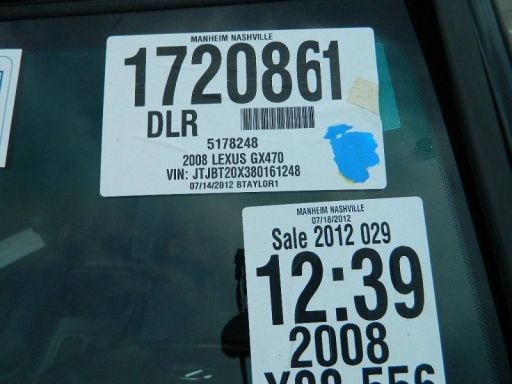 MANHEIM NASHVILLE
1720861
DLR
5178248
2008 LEXUS GX470
VIN: JTJBT20X380161248
07/14/2012 BTAYLOR1
MANHEIM NASHVILLE
07/18/2012
Sale 2012 029
12:39
2008